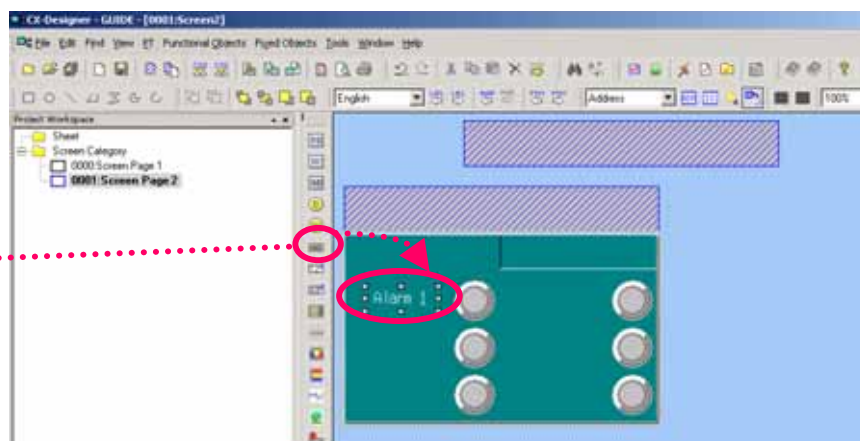 CX-Designer - GUIDE - [0001:Screen2]
File Edit Find View PT Functional Objects Fixed Objects Tools Window Help
English
Address
100%
Project Workspace
Sheet
Screen Category
0000:Screen Page 1
0001:Screen Page 2
Alarm 1